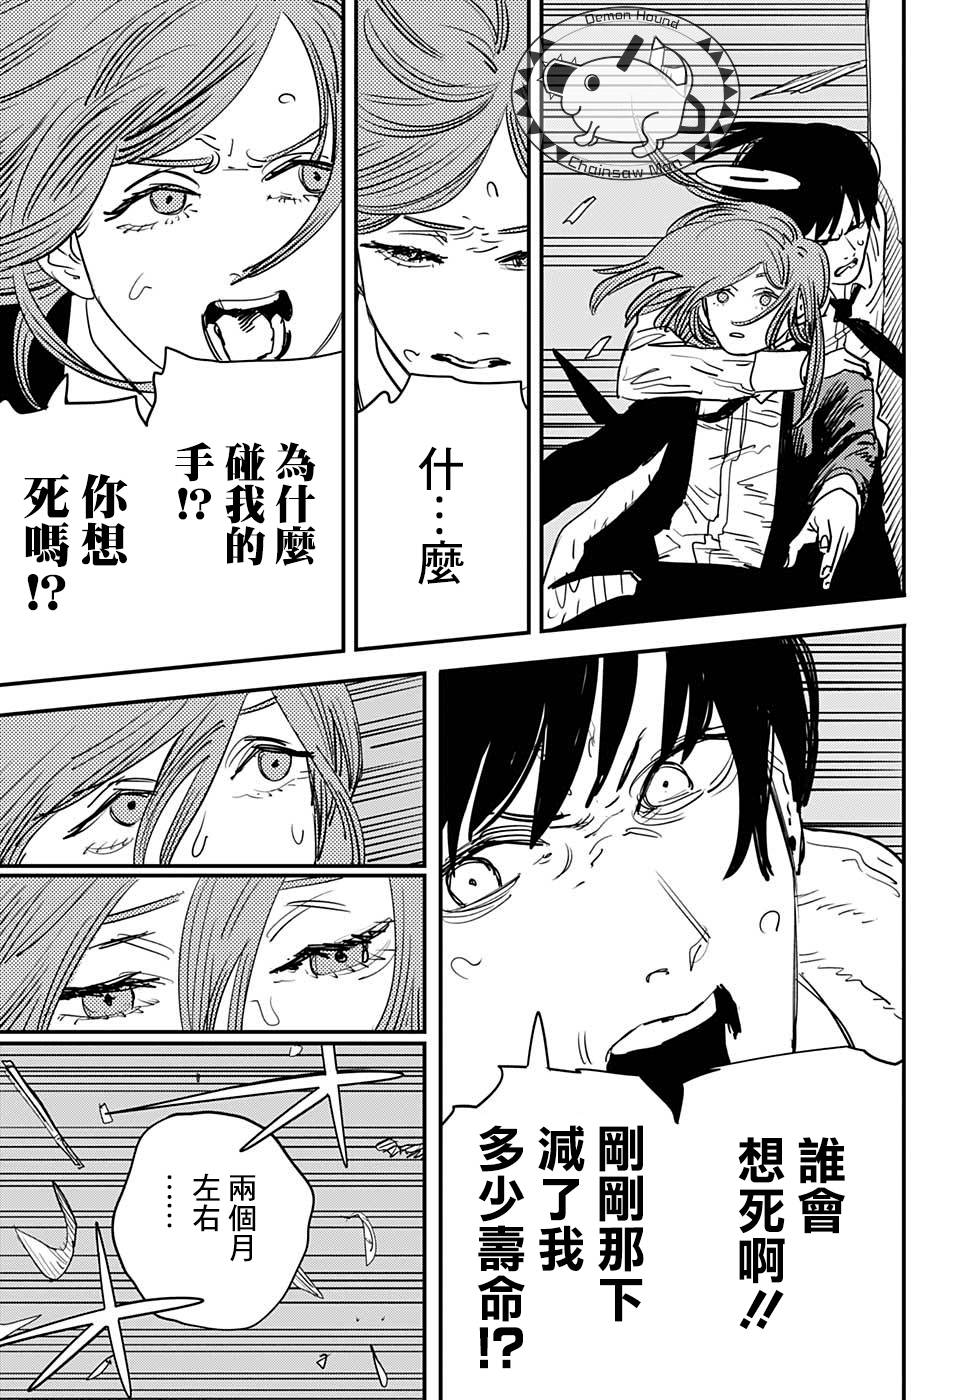 Demon Hound
Chainsaw Man
什⋯麼
為什麼
碰我的
手!?
你想
死嗎!?
誰會
想死啊!!
剛剛那下
減了我
多少壽命!?
兩個月
左右
⋯⋯